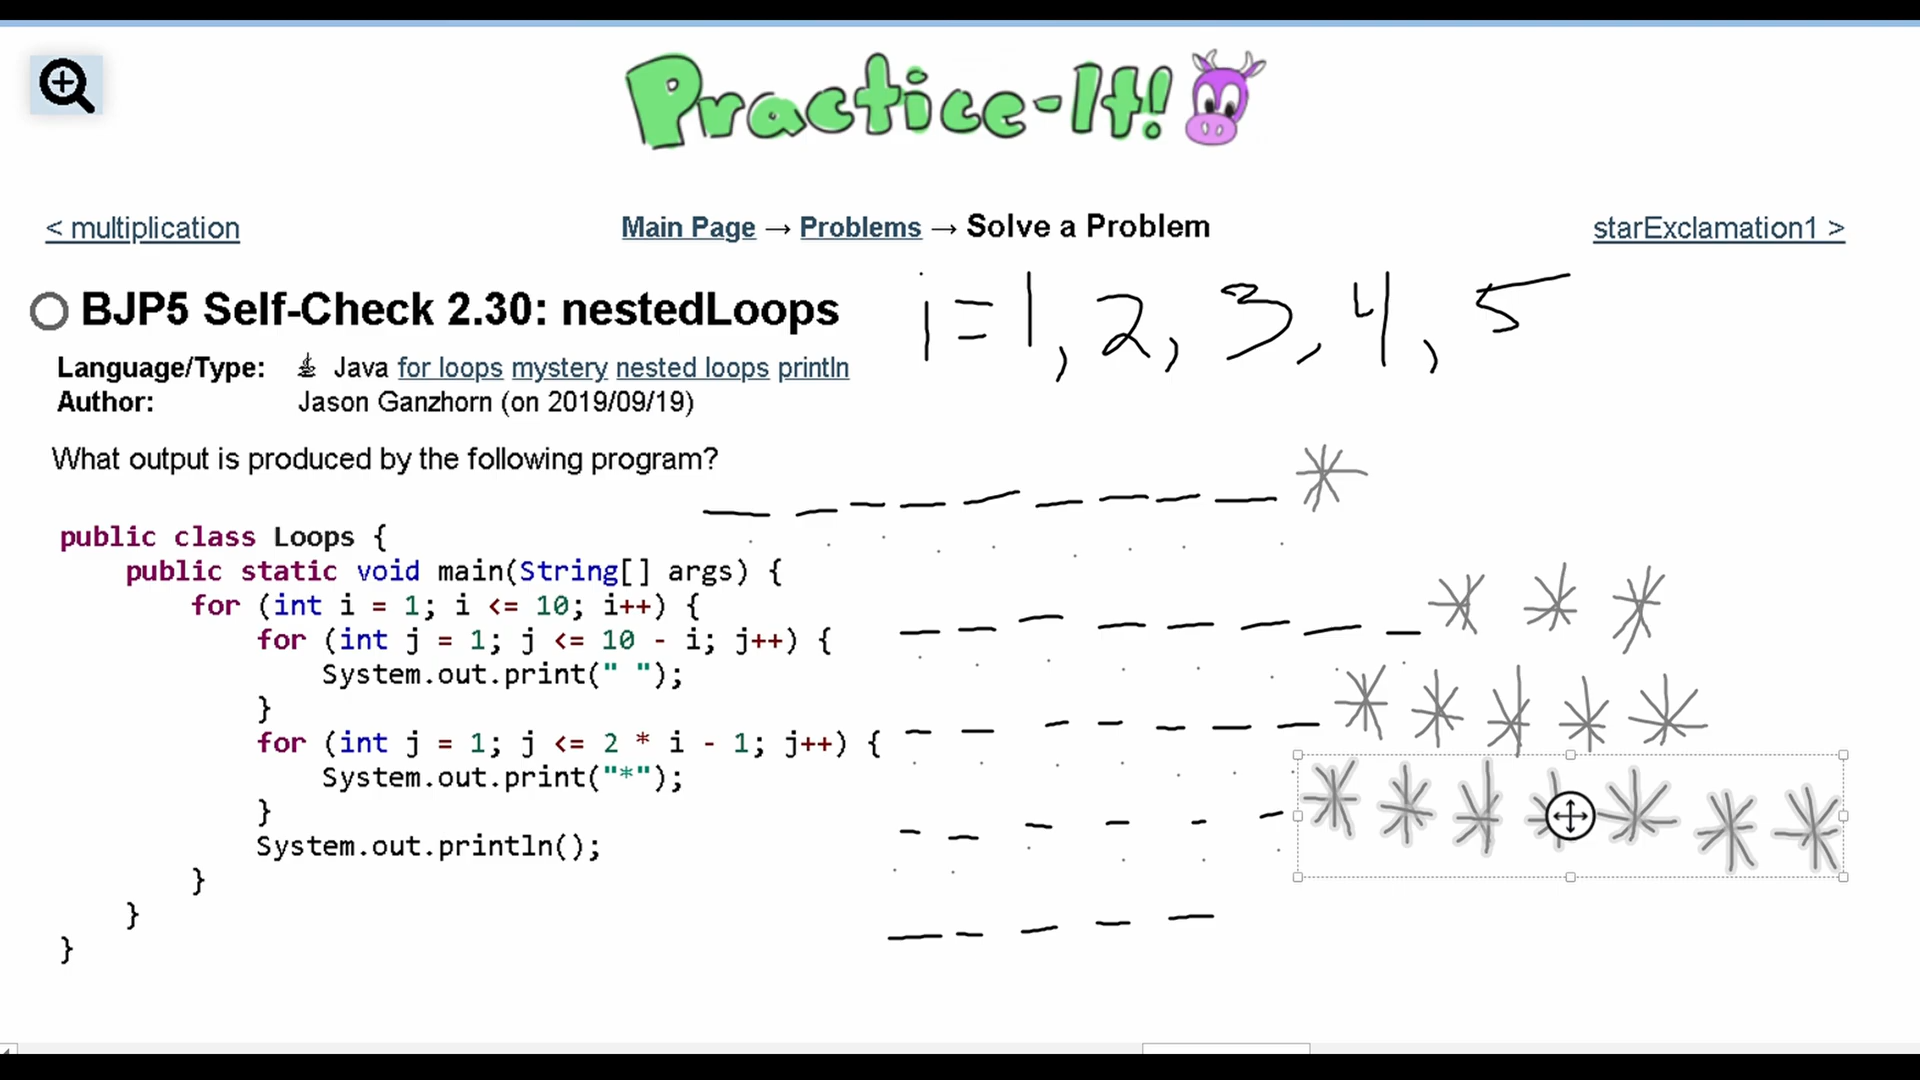 Practice-It!
< multiplication
Main Page → Problems → Solve a Problem
starExclamation1 >
BJP5 Self-Check 2.30: nestedLoops
i = 1, 2, 3, 4, 5
Language/Type: Java for loops mystery nested loops println
Author: Jason Ganzhorn (on 2019/09/19)
What output is produced by the following program?
_ _ _ _ _ _ _ _ _ *
public class Loops {
public static void main(String[] args) {
for (int i = 1; i <= 10; i++) {
_ _ _ _ _ _ _ _ * * *
for (int j = 1; j <= 10 - i; j++) {
System.out.print(" ");
}
_ _ _ _ _ _ _ * * * * *
for (int j = 1; j <= 2 * i - 1; j++) {
System.out.print("*");
}
_ _ _ _ _ _ * * * * * * *
System.out.println();
}
}
_ _ _ _ _
}